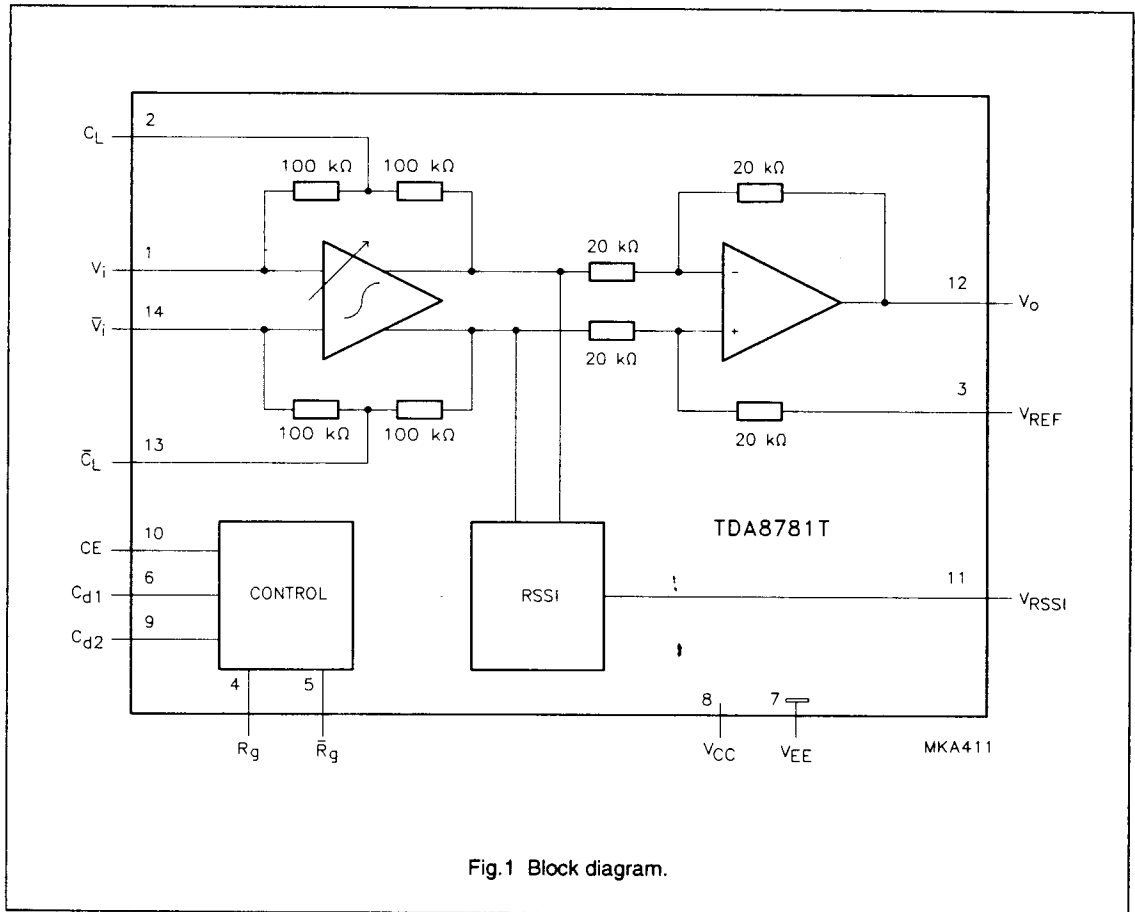 2
C_L
100 kΩ 100 kΩ
20 kΩ
1
V_i
20 kΩ
-
12
V_o
14
V̅_i
+
20 kΩ
3
V_REF
100 kΩ 100 kΩ
20 kΩ
13
C̅_L
TDA8781T
10
CE
6
C_d1
CONTROL
RSSI
11
V_RSSI
9
C_d2
4 5
8 7
R_g R̅_g
V_CC V_EE
MKA411
Fig.1 Block diagram.